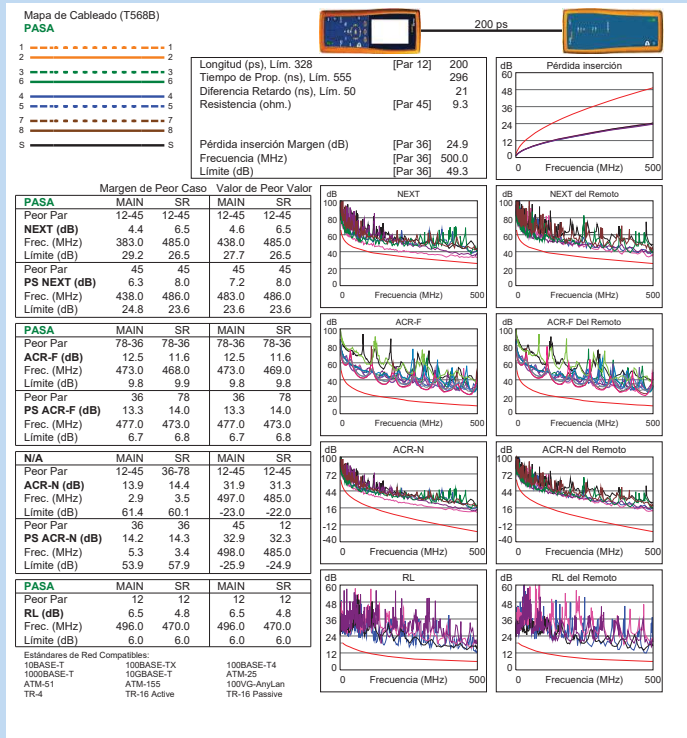 Mapa de Cableado (T568B)
PASA
1 1
2 2
3 3
6 6
4 4
5 5
7 7
8 8
S S
200 ps
Longitud (ps), Lím. 328 [Par 12] 200
Tiempo de Prop. (ns), Lím. 555 296
Diferencia Retardo (ns), Lím. 50 21
Resistencia (ohm.) [Par 45] 9.3
Pérdida inserción Margen (dB) [Par 36] 24.9
Frecuencia (MHz) [Par 36] 500.0
Límite (dB) [Par 36] 49.3
dB Pérdida inserción
60
48
36
24
12
0
0 Frecuencia (MHz) 500
Margen de Peor Caso Valor de Peor Valor
PASA MAIN SR MAIN SR
Peor Par 12-45 12-45 12-45 12-45
NEXT (dB) 4.4 6.5 4.6 6.5
Frec. (MHz) 383.0 485.0 438.0 485.0
Límite (dB) 29.2 26.5 27.7 26.5
Peor Par 45 45 45 45
PS NEXT (dB) 6.3 8.0 7.2 8.0
Frec. (MHz) 438.0 486.0 483.0 486.0
Límite (dB) 24.8 23.6 23.6 23.6
PASA MAIN SR MAIN SR
Peor Par 78-36 78-36 78-36 78-36
ACR-F (dB) 12.5 11.6 12.5 11.6
Frec. (MHz) 473.0 468.0 473.0 469.0
Límite (dB) 9.8 9.9 9.8 9.8
Peor Par 36 78 36 78
PS ACR-F (dB) 13.3 14.0 13.3 14.0
Frec. (MHz) 477.0 473.0 477.0 473.0
Límite (dB) 6.7 6.8 6.7 6.8
N/A MAIN SR MAIN SR
Peor Par 12-45 36-78 12-45 12-45
ACR-N (dB) 13.9 14.4 31.9 31.3
Frec. (MHz) 2.9 3.5 497.0 485.0
Límite (dB) 61.4 60.1 -23.0 -22.0
Peor Par 36 36 45 12
PS ACR-N (dB) 14.2 14.3 32.9 32.3
Frec. (MHz) 5.3 3.4 498.0 485.0
Límite (dB) 53.9 57.9 -25.9 -24.9
PASA MAIN SR MAIN SR
Peor Par 12 12 12 12
RL (dB) 6.5 4.8 6.5 4.8
Frec. (MHz) 496.0 470.0 496.0 470.0
Límite (dB) 6.0 6.0 6.0 6.0
Estándares de Red Compatibles:
10BASE-T 100BASE-TX 100BASE-T4
1000BASE-T 10GBASE-T ATM-25
ATM-51 ATM-155 100VG-AnyLan
TR-4 TR-16 Active TR-16 Passive
dB NEXT
100
80
60
40
20
0
0 Frecuencia (MHz) 500
dB NEXT del Remoto
100
80
60
40
20
0
0 Frecuencia (MHz) 500
dB ACR-F
100
80
60
40
20
0
0 Frecuencia (MHz) 500
dB ACR-F Del Remoto
100
80
60
40
20
0
0 Frecuencia (MHz) 500
dB ACR-N
100
72
44
16
-12
-40
0 Frecuencia (MHz) 500
dB ACR-N del Remoto
100
72
44
16
-12
-40
0 Frecuencia (MHz) 500
dB RL
60
48
36
24
12
0
0 Frecuencia (MHz) 500
dB RL del Remoto
60
48
36
24
12
0
0 Frecuencia (MHz) 500